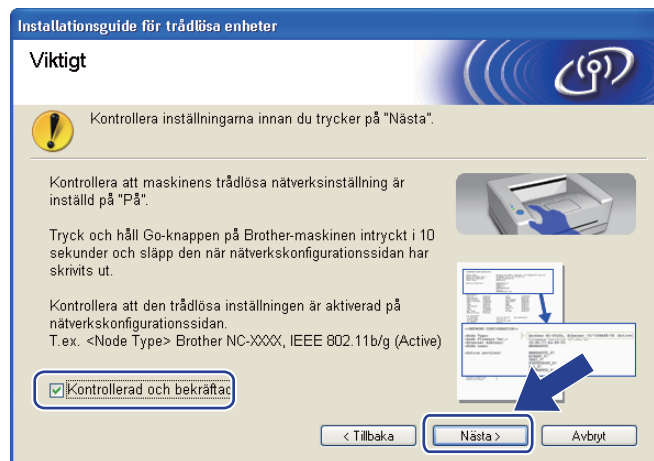 Installationsguide för trådlösa enheter
Viktigt
Kontrollera inställningarna innan du trycker på "Nästa".
Kontrollera att maskinens trådlösa nätverksinställning är
inställd på "På".
Tryck och håll Go-knappen på Brother-maskinen intryckt i 10
sekunder och släpp den när nätverkskonfigurationssidan har
skrivits ut.
Kontrollera att den trådlösa inställningen är aktiverad på
nätverkskonfigurationssidan.
T.ex. <Node Type> Brother NC-XXXX, IEEE 802.11b/g (Active)
Kontrollerad och bekräftad
< Tillbaka
Nästa >
Avbryt